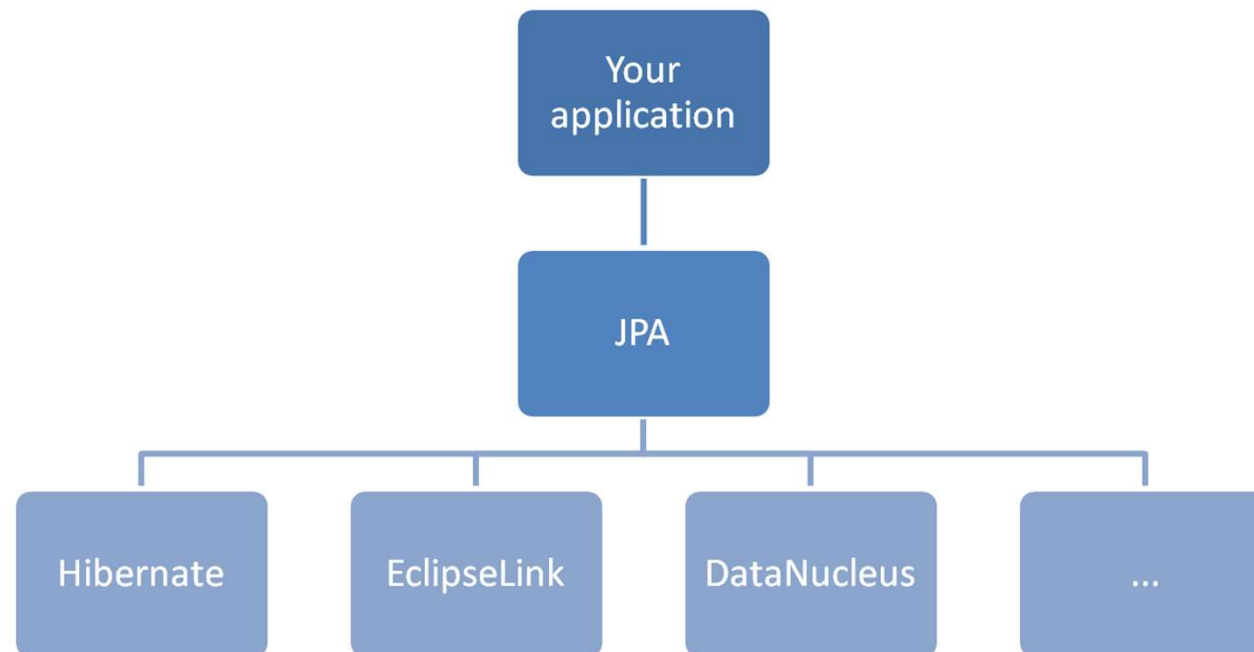 Your
application
JPA
Hibernate
EclipseLink
DataNucleus
...